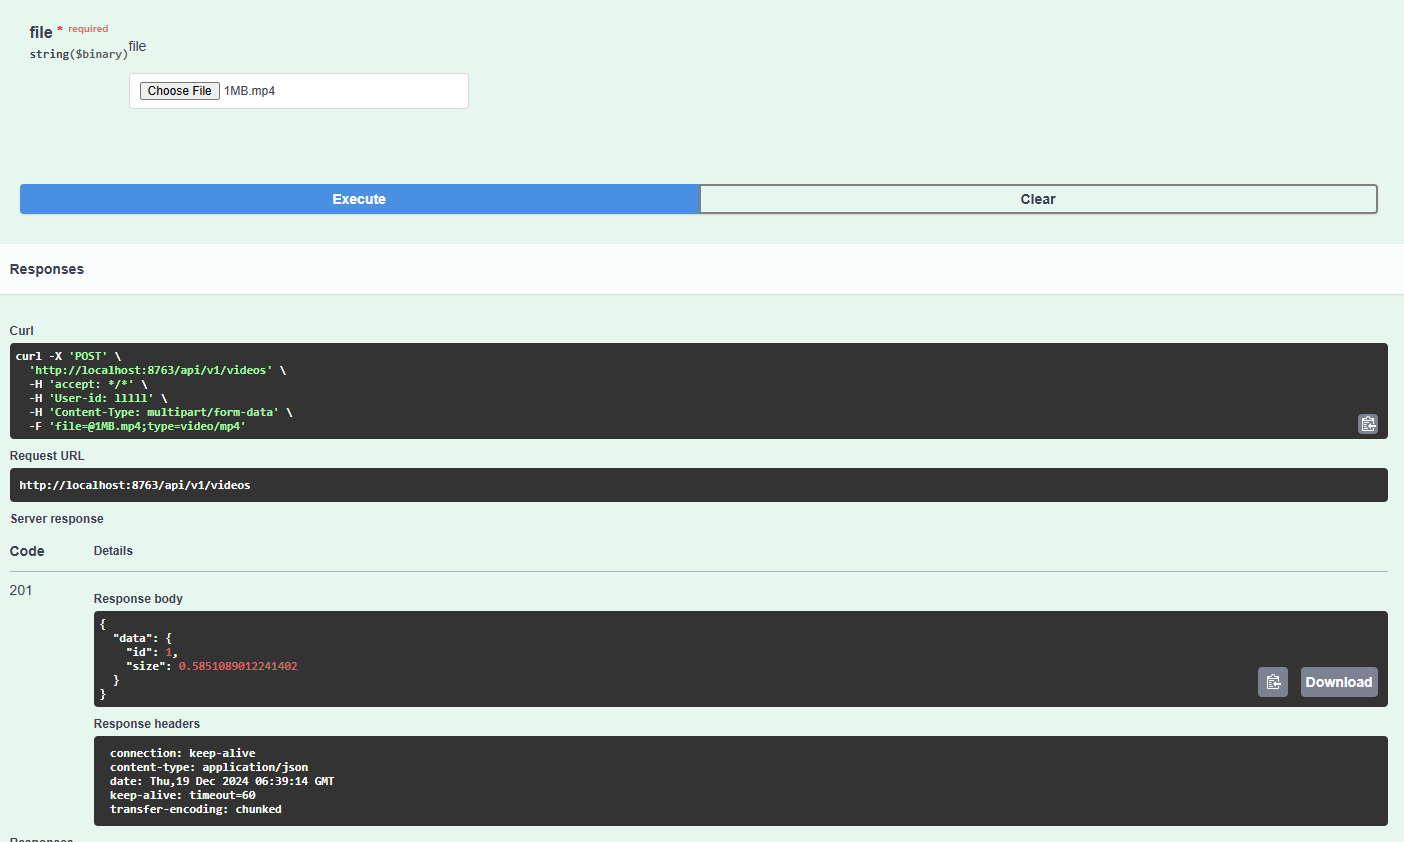 file * required
string($binary)
file
Choose File 1MB.mp4
Execute
Clear
Responses
Curl
curl -X 'POST' \
  'http://localhost:8763/api/v1/videos' \
  -H 'accept: */*' \
  -H 'User-id: lllll' \
  -H 'Content-Type: multipart/form-data' \
  -F 'file=@1MB.mp4;type=video/mp4'
Request URL
http://localhost:8763/api/v1/videos
Server response
Code Details
201
Response body
{
  "data": {
    "id": 1,
    "size": 0.5851089012241402
  }
}
Download
Response headers
connection: keep-alive
content-type: application/json
date: Thu,19 Dec 2024 06:39:14 GMT
keep-alive: timeout=60
transfer-encoding: chunked
Responses